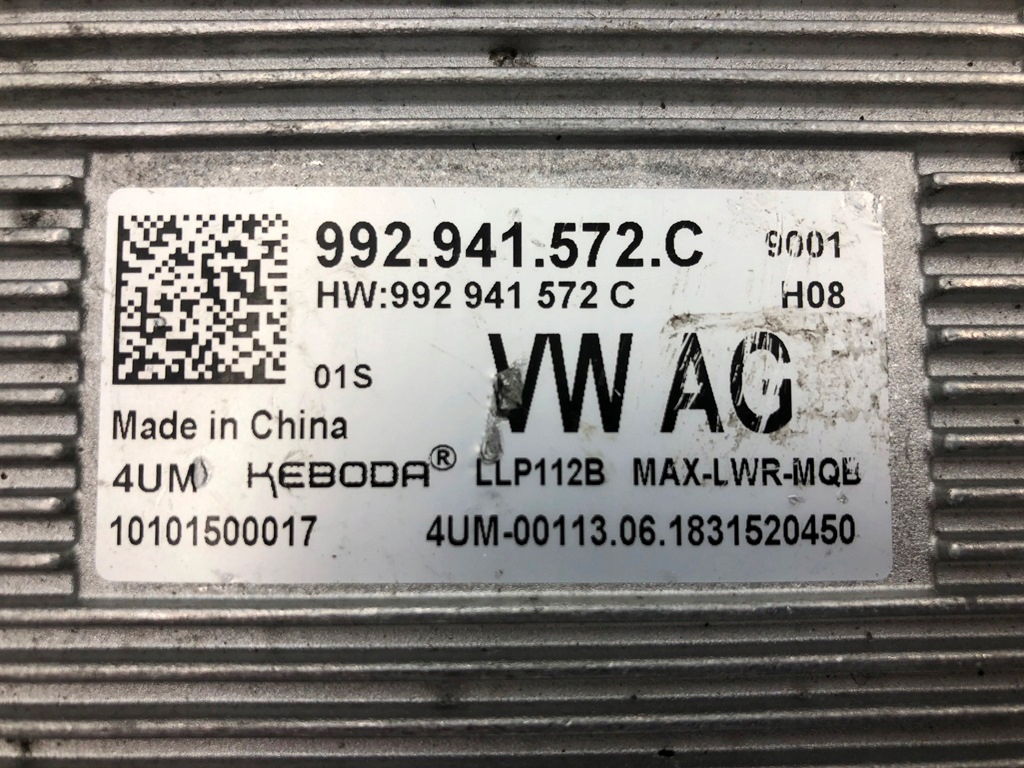 992.941.572.C 9001
HW:992 941 572 C H08
01S VW AG
Made in China
4UM KEBODA® LLP112B MAX-LWR-MQB
10101500017 4UM-00113.06.1831520450